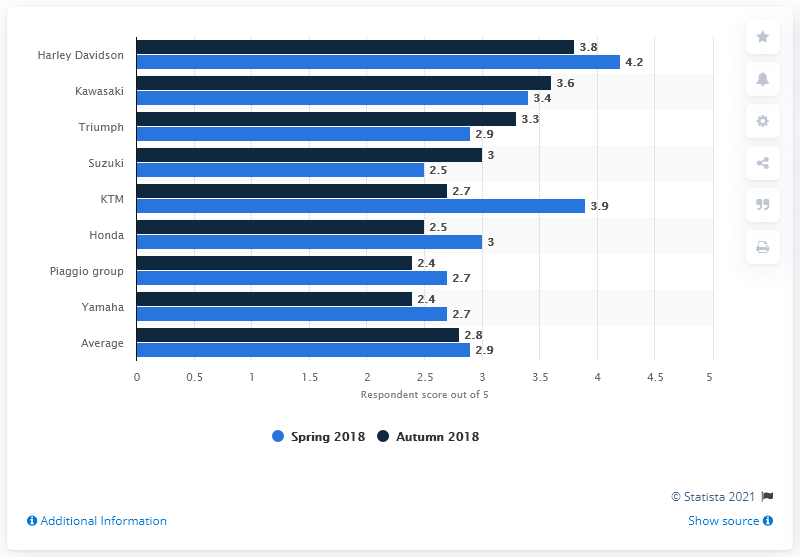 Harley Davidson
3.8
4.2
Kawasaki
3.6
3.4
Triumph
3.3
2.9
Suzuki
3
2.5
KTM
2.7
3.9
Honda
2.5
3
Piaggio group
2.4
2.7
Yamaha
2.4
2.7
Average
2.8
2.9
0 0.5 1 1.5 2 2.5 3 3.5 4 4.5 5
Respondent score out of 5
Spring 2018 Autumn 2018
© Statista 2021
Additional Information Show source